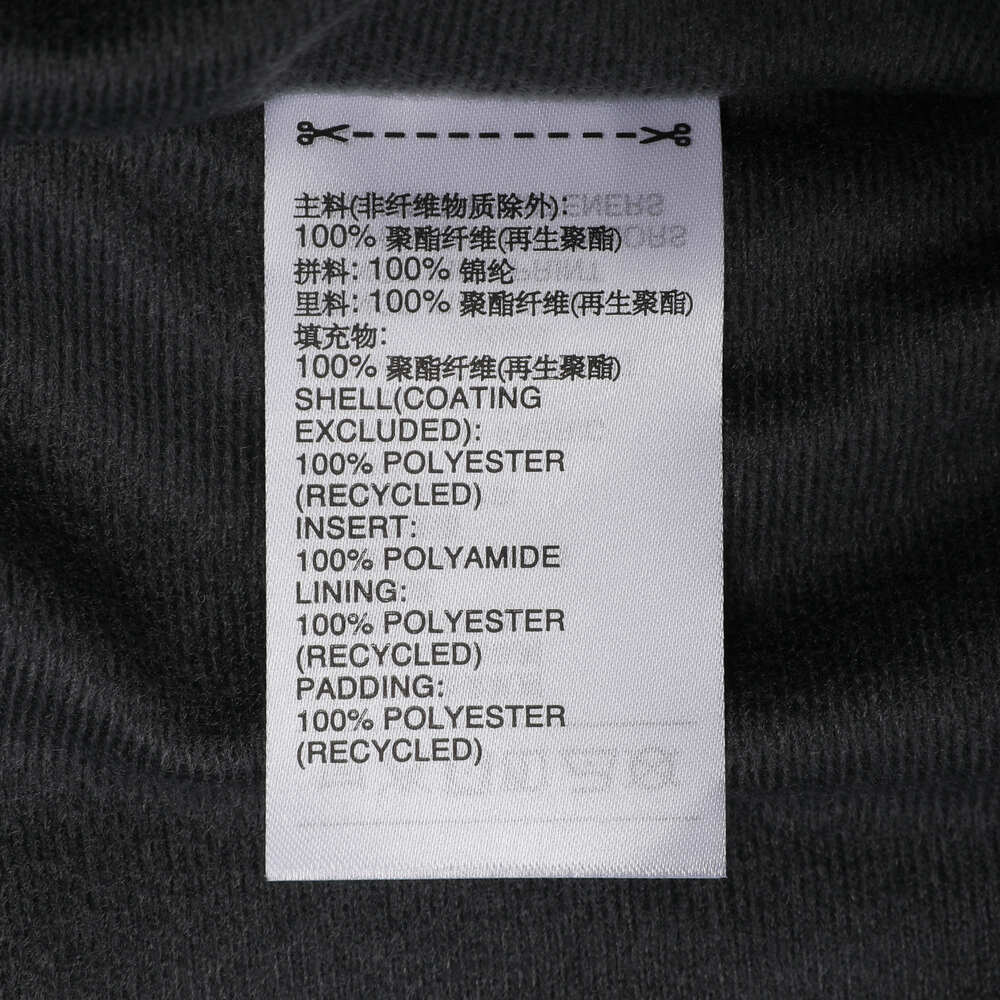 主料(非纤维物质除外):
100% 聚酯纤维(再生聚酯)
拼料: 100% 锦纶
里料: 100% 聚酯纤维(再生聚酯)
填充物:
100% 聚酯纤维(再生聚酯)
SHELL(COATING
EXCLUDED):
100% POLYESTER
(RECYCLED)
INSERT:
100% POLYAMIDE
LINING:
100% POLYESTER
(RECYCLED)
PADDING:
100% POLYESTER
(RECYCLED)